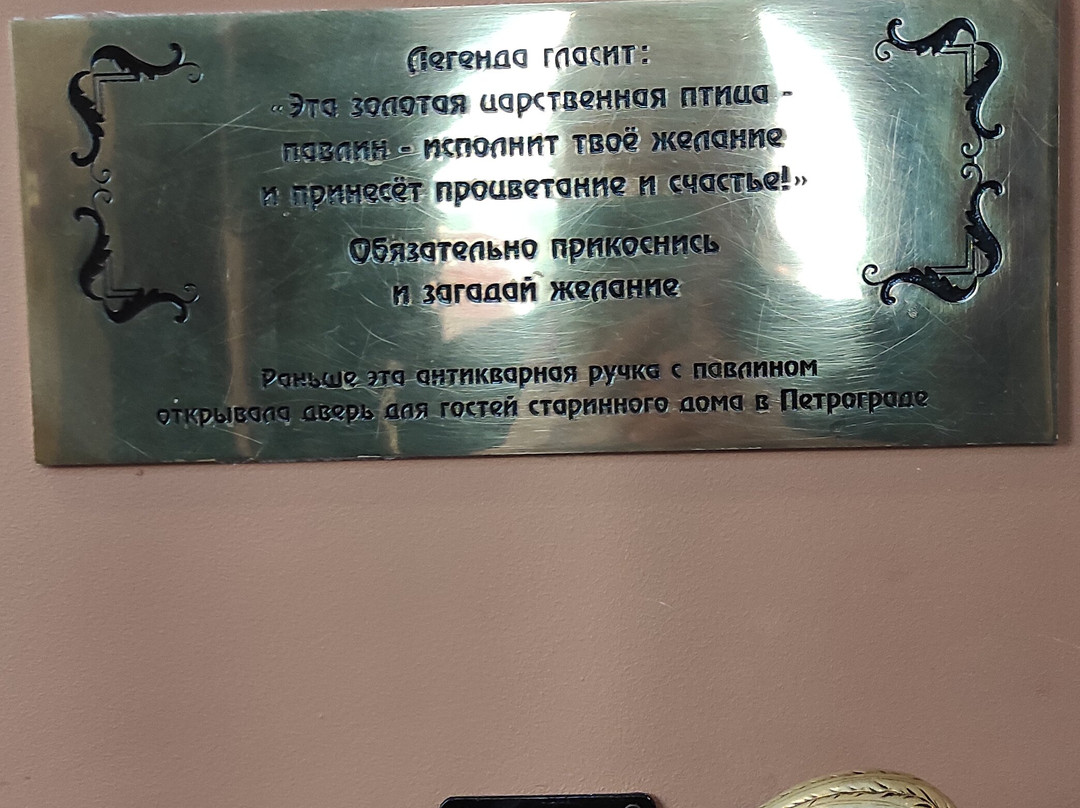 Легенда гласит:
«Эта золотая царственная птица -
павлин - исполнит твоё желание
и принесёт процветание и счастье!»
Обязательно прикоснись
и загадай желание
Раньше эта антикварная ручка с павлином
открывала дверь для гостей старинного дома в Петрограде